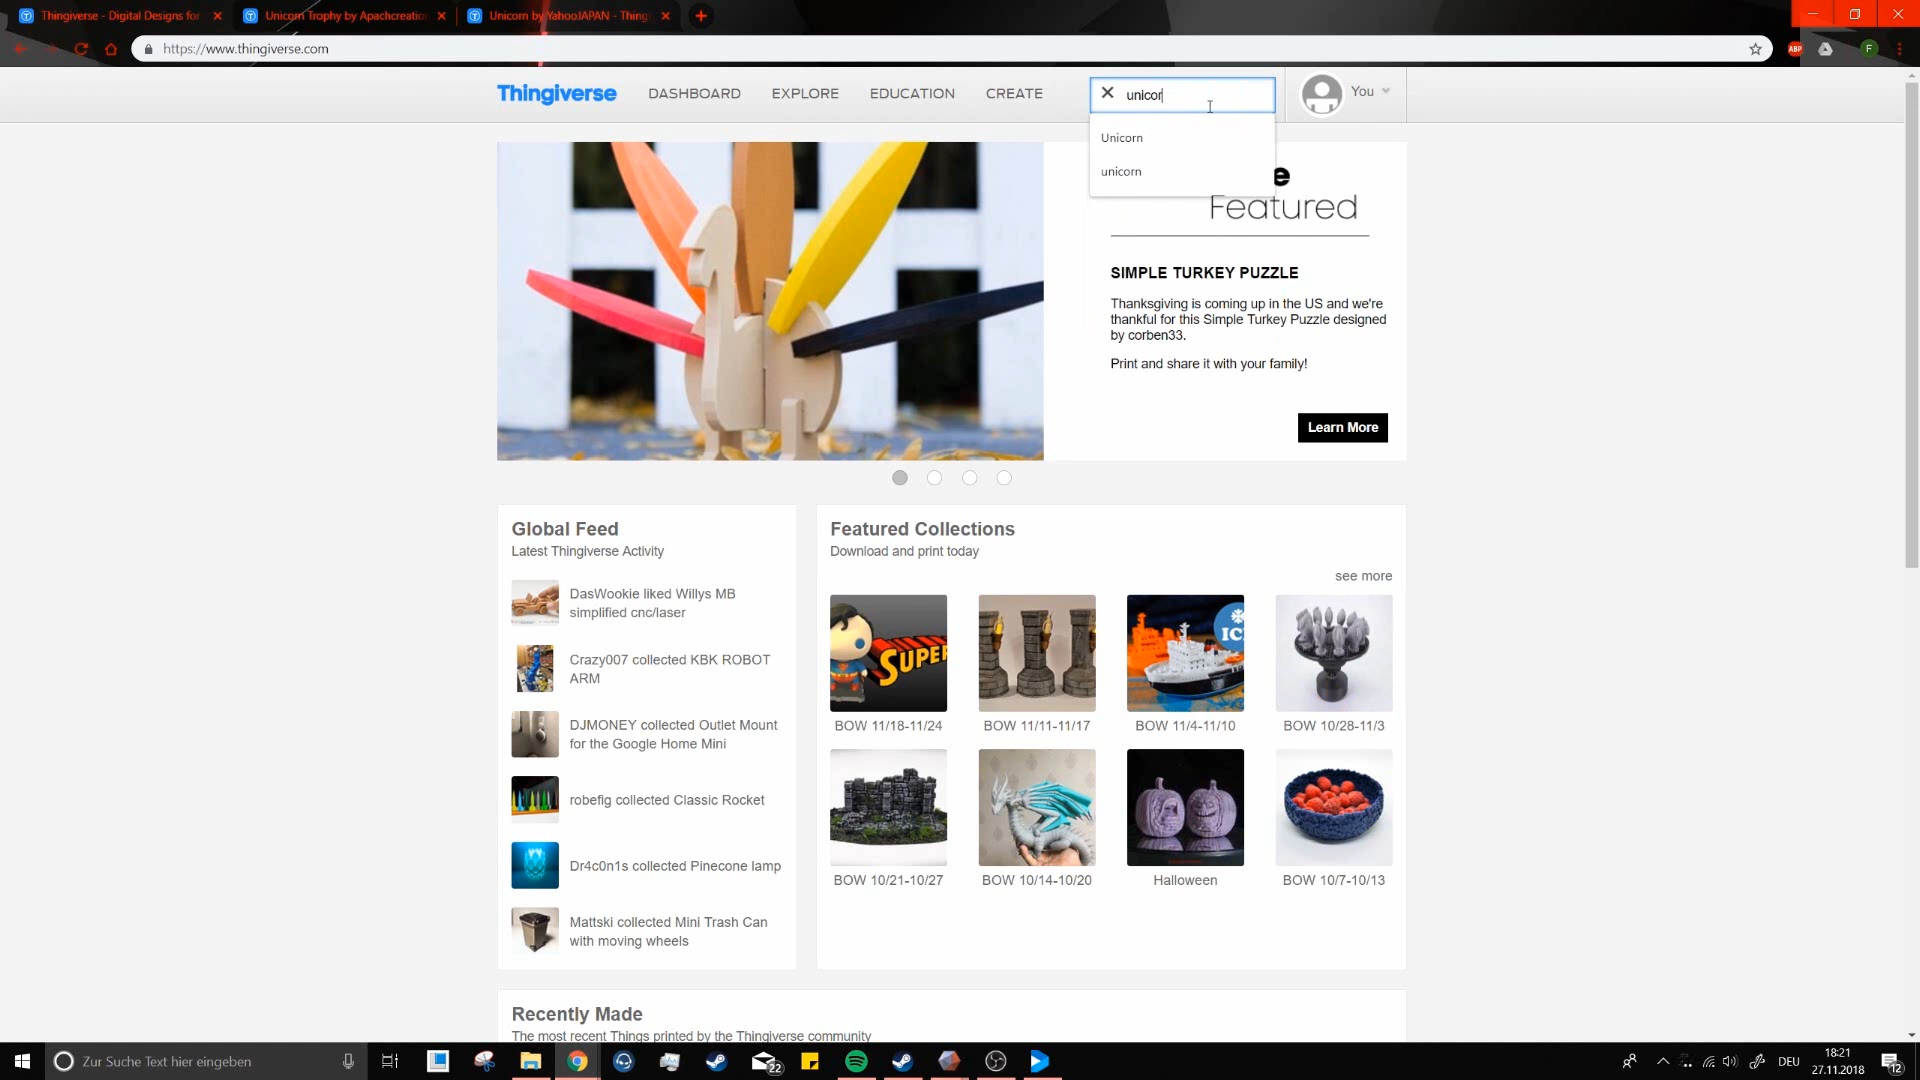 Thingiverse - Digital Designs for
Unicorn Trophy by Apachcreation
Unicorn by YahooJAPAN - Thing
https://www.thingiverse.com
ABP
F
Thingiverse
DASHBOARD
EXPLORE
EDUCATION
CREATE
unicor
You
Unicorn
unicorn
e
Featured
SIMPLE TURKEY PUZZLE
Thanksgiving is coming up in the US and we're
thankful for this Simple Turkey Puzzle designed
by corben33.
Print and share it with your family!
Learn More
Global Feed
Latest Thingiverse Activity
DasWookie liked Willys MB
simplified cnc/laser
Crazy007 collected KBK ROBOT
ARM
DJMONEY collected Outlet Mount
for the Google Home Mini
robefig collected Classic Rocket
Dr4c0n1s collected Pinecone lamp
Mattski collected Mini Trash Can
with moving wheels
Featured Collections
Download and print today
see more
SUPER
ICE
BOW 11/18-11/24
BOW 11/11-11/17
BOW 11/4-11/10
BOW 10/28-11/3
BOW 10/21-10/27
BOW 10/14-10/20
Halloween
BOW 10/7-10/13
Recently Made
The most recent Things printed by the Thingiverse community
Zur Suche Text hier eingeben
22
DEU
18:21
27.11.2018
12